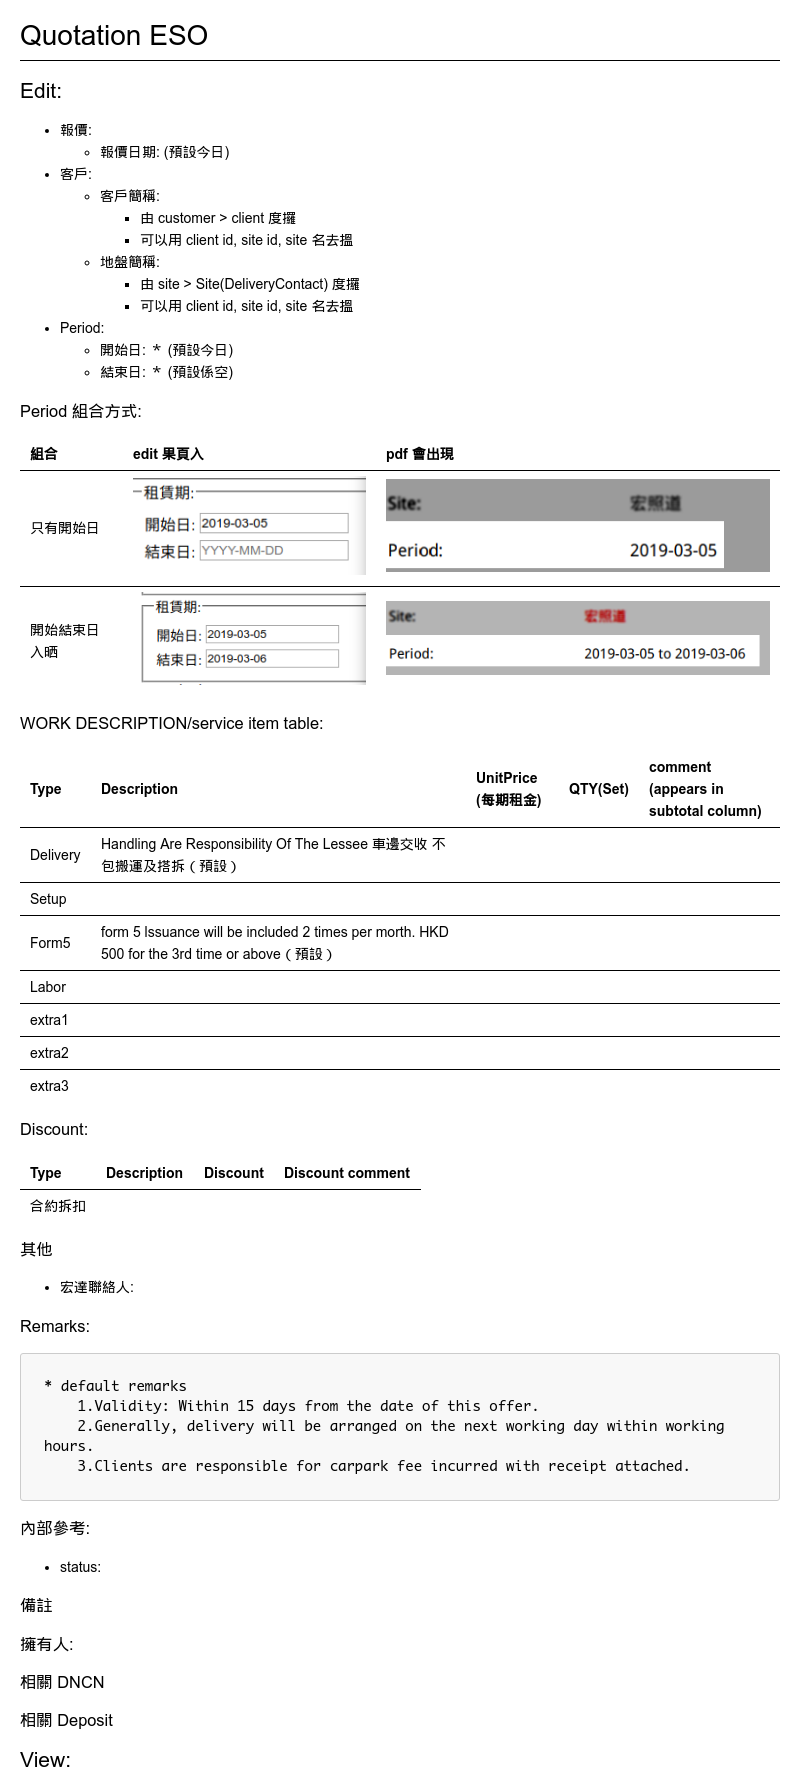 Quotation ESO
Edit:
報價:
報價日期: (預設今日)
客戶:
客戶簡稱:
由 customer > client 度攞
可以用 client id, site id, site 名去搵
地盤簡稱:
由 site > Site(DeliveryContact) 度攞
可以用 client id, site id, site 名去搵
Period:
開始日: * (預設今日)
結束日: * (預設係空)
Period 組合方式:
組合 edit 果頁入 pdf 會出現
租賃期:
只有開始日
開始日: 2019-03-05
結束日: YYYY-MM-DD
Site: 宏照道
Period: 2019-03-05
開始結束日
入晒
租賃期:
開始日: 2019-03-05
結束日: 2019-03-06
Site: 宏照道
Period: 2019-03-05 to 2019-03-06
WORK DESCRIPTION/service item table:
Type Description UnitPrice
(每期租金) QTY(Set) comment
(appears in
subtotal column)
Delivery Handling Are Responsibility Of The Lessee 車邊交收 不
包搬運及搭拆 ( 預設 )
Setup
Form5 form 5 lssuance will be included 2 times per morth. HKD
500 for the 3rd time or above ( 預設 )
Labor
extra1
extra2
extra3
Discount:
Type Description Discount Discount comment
合約拆扣
其他
宏達聯絡人:
Remarks:
* default remarks
1.Validity: Within 15 days from the date of this offer.
2.Generally, delivery will be arranged on the next working day within working
hours.
3.Clients are responsible for carpark fee incurred with receipt attached.
內部參考:
status:
備註
擁有人:
相關 DNCN
相關 Deposit
View: